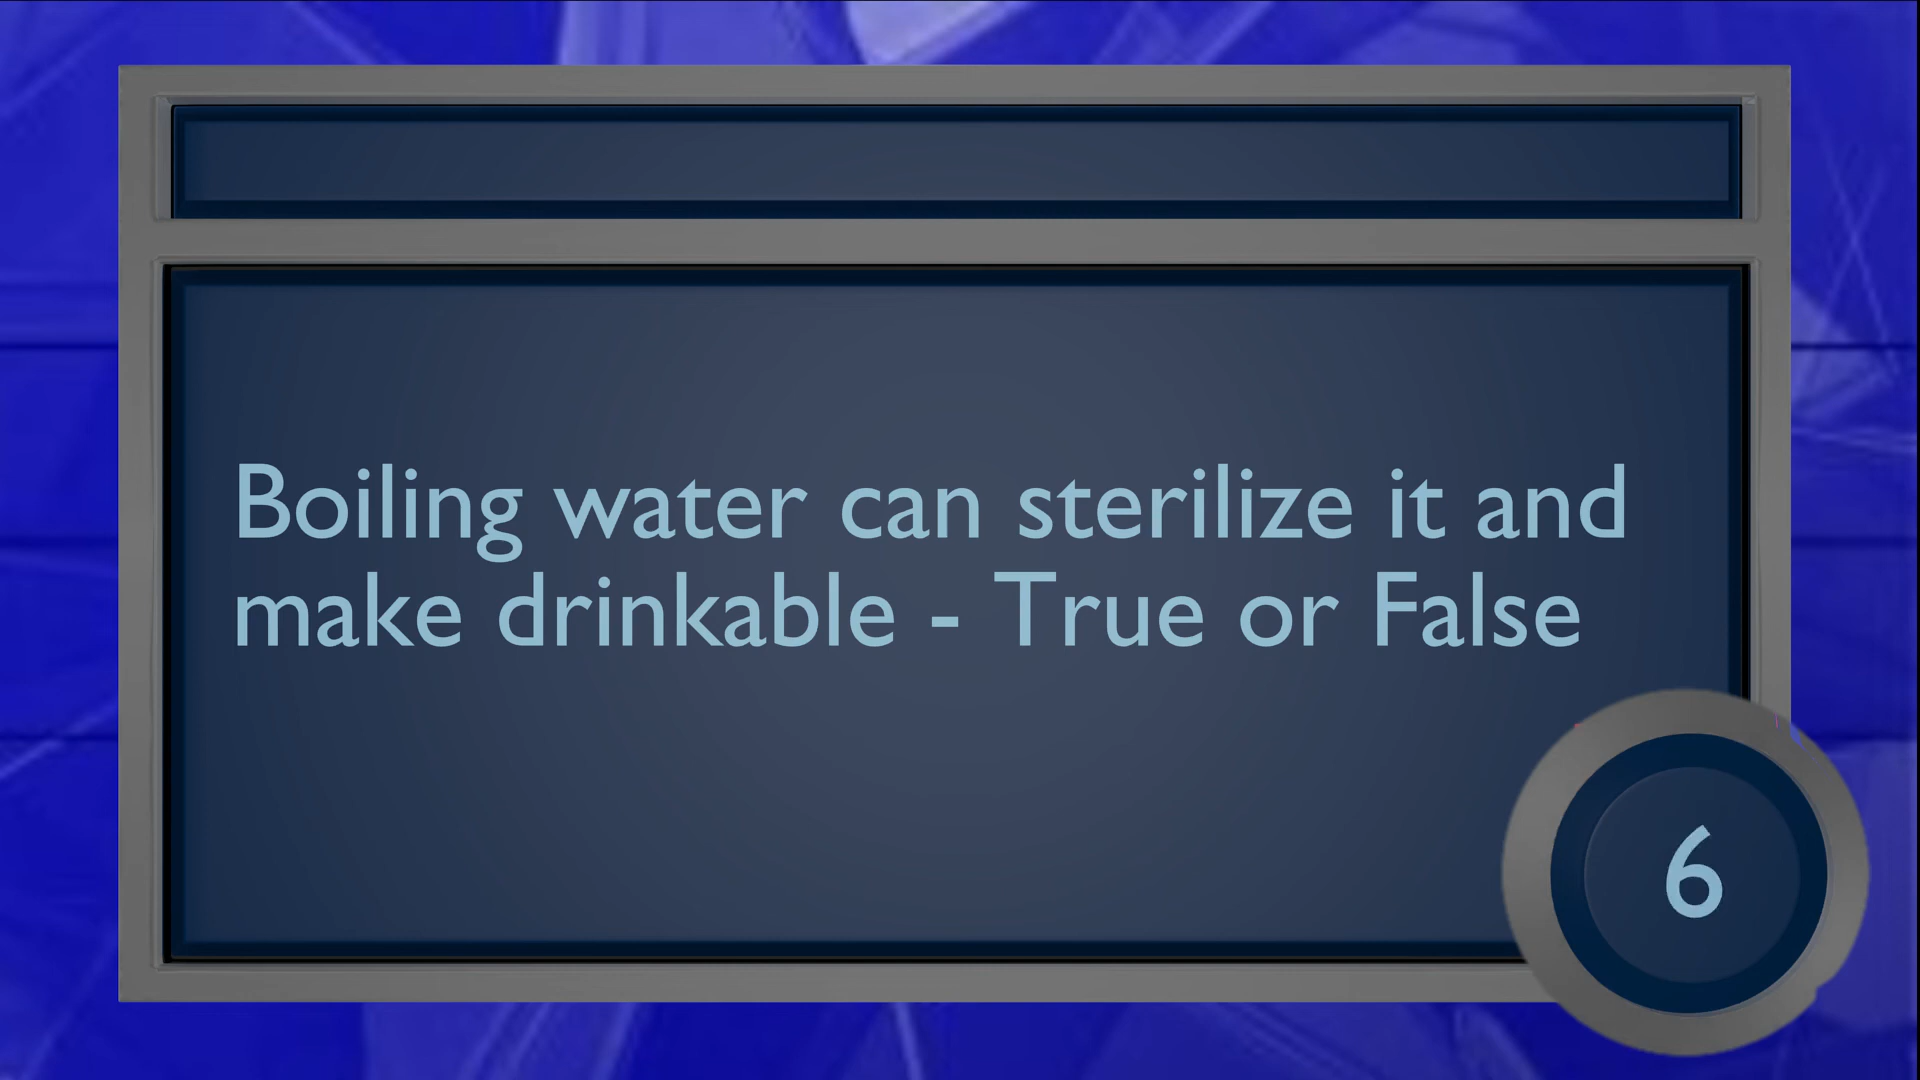 Boiling water can sterilize it and
make drinkable - True or False
6